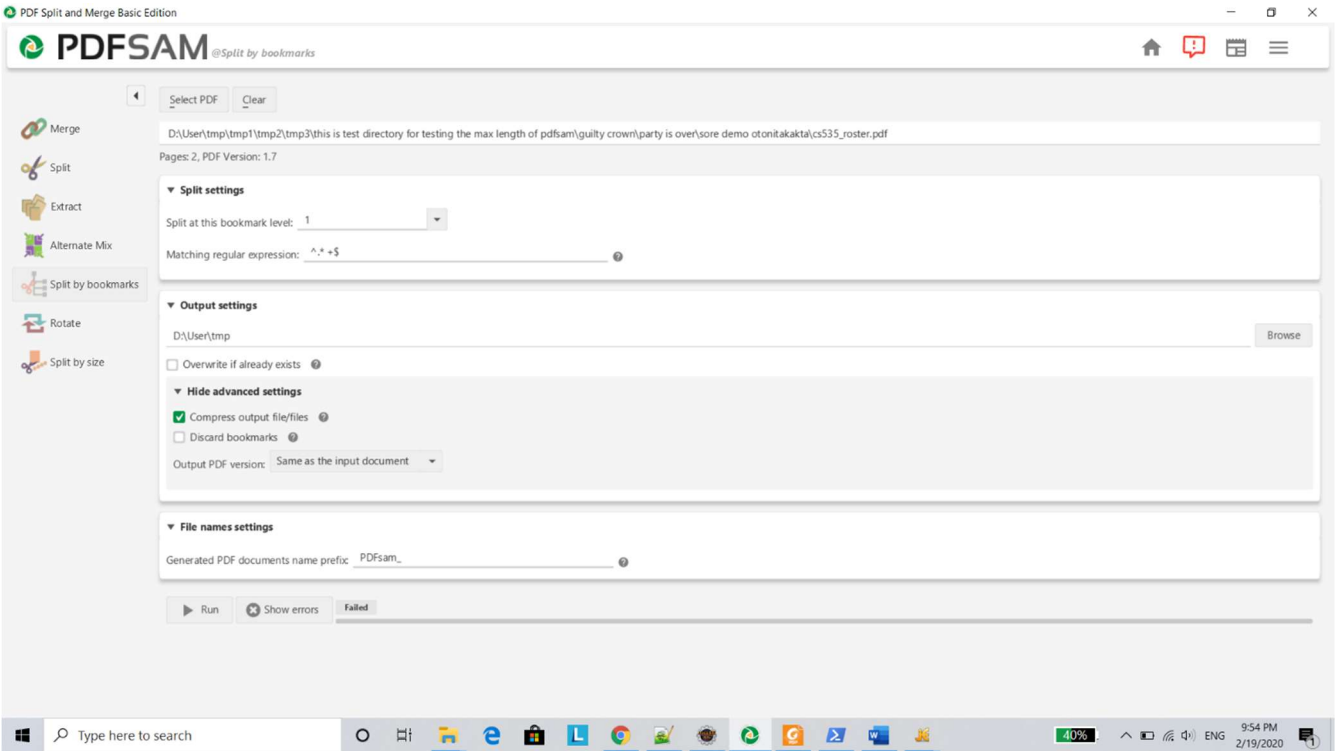 PDF Split and Merge Basic Edition
PDFSAM @Split by bookmarks
Select PDF Clear
Merge
D:\User\tmp\tmp1\tmp2\tmp3\this is test directory for testing the max length of pdfsam\guilty crown\party is over\sore demo otonitakakta\cs535_roster.pdf
Pages: 2, PDF Version: 1.7
Split
Split settings
Extract
Split at this bookmark level: 1
Alternate Mix
Matching regular expression: ^.* +$
Split by bookmarks
Output settings
Rotate
D:\User\tmp Browse
Split by size
Overwrite if already exists
Hide advanced settings
Compress output file/files
Discard bookmarks
Output PDF version: Same as the input document
File names settings
Generated PDF documents name prefix: PDFsam_
Run Show errors Failed
Type here to search
40% ENG 9:54 PM
2/19/2020